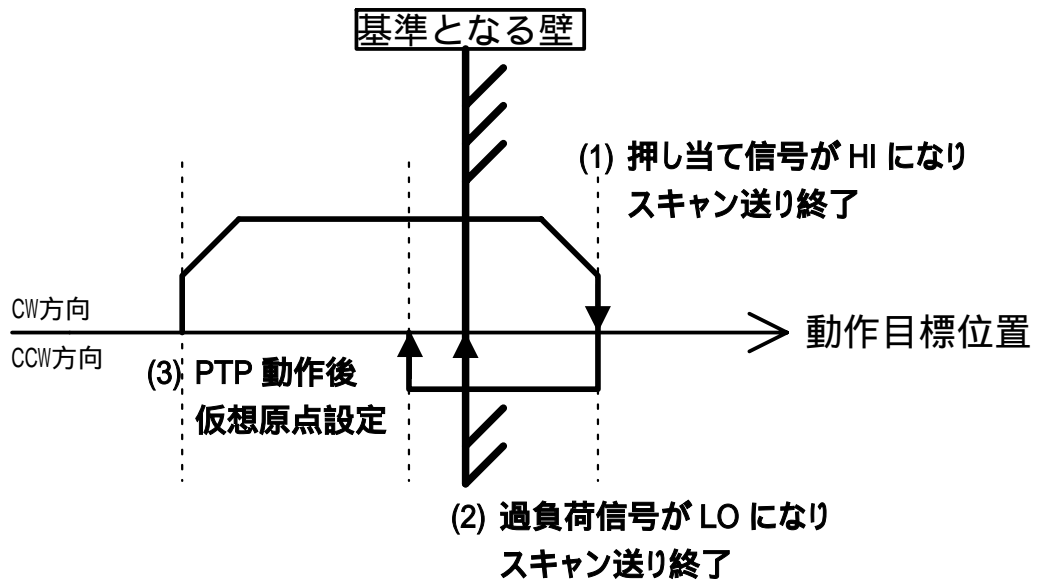 基準となる壁
(1) 押し当て信号が HI になり
スキャン送り終了
CW方向
CCW方向
動作目標位置
(3) PTP 動作後
仮想原点設定
(2) 過負荷信号が LO になり
スキャン送り終了